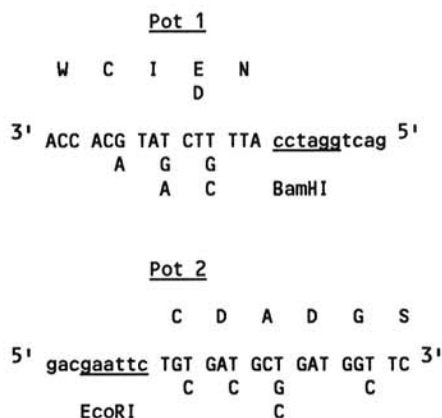 Pot 1
W C I E N
D
3' ACC ACG TAT CTT TTA cctaggtcag 5'
A G G
A C BamHI
Pot 2
C D A D G S
5' gacgaattc TGT GAT GCT GAT GGT TC 3'
C C G C
EcoRI C